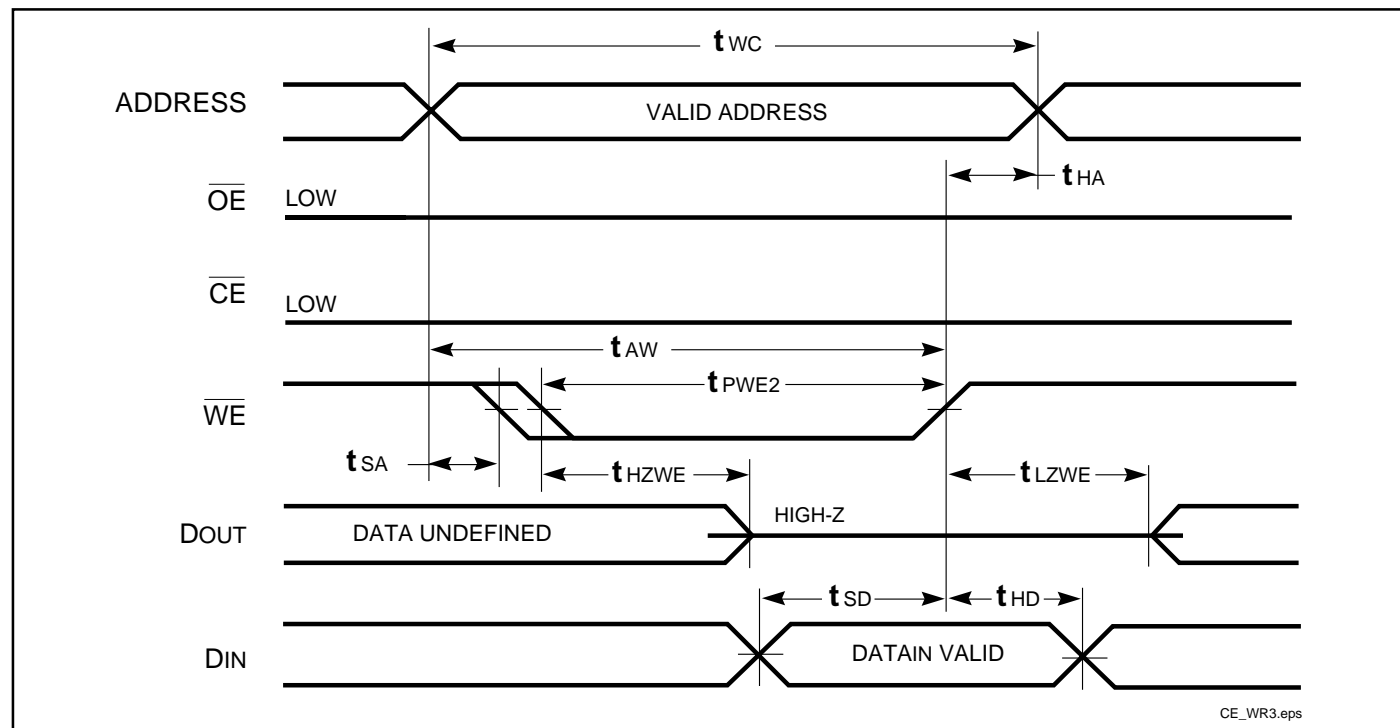 t WC
ADDRESS
VALID ADDRESS
t HA
OE
LOW
CE
LOW
t AW
t PWE2
WE
t SA
t HZWE
t LZWE
DOUT
DATA UNDEFINED
HIGH-Z
t SD
t HD
DIN
DATAIN VALID
CE_WR3.eps